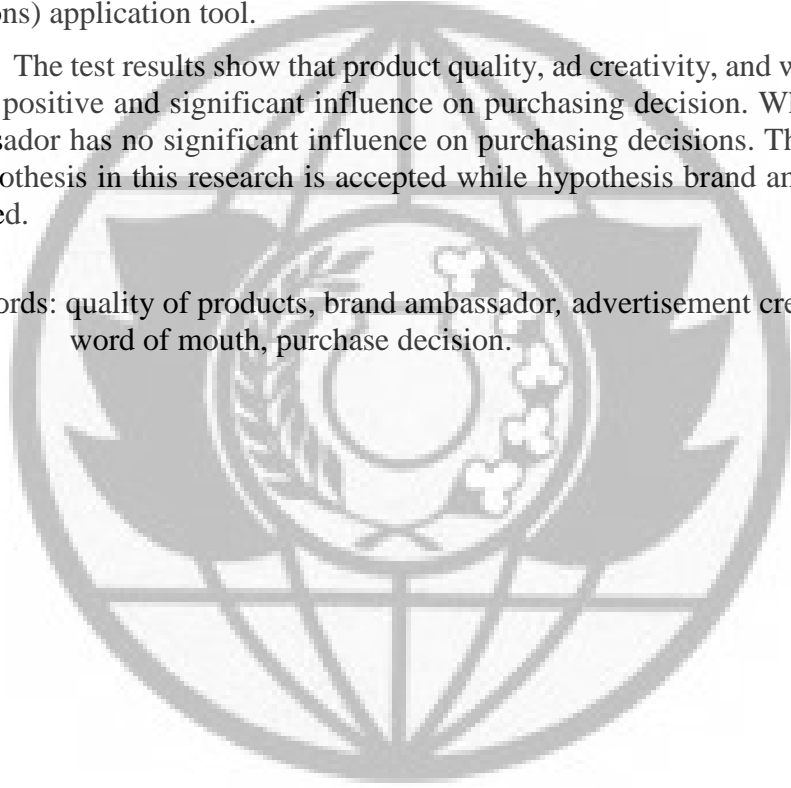 ons) application tool.
The test results show that product quality, ad creativity, and w
positive and significant influence on purchasing decision. Wh
sador has no significant influence on purchasing decisions. Th
othesis in this research is accepted while hypothesis brand am
ed.
ords: quality of products, brand ambassador, advertisement cre
word of mouth, purchase decision.